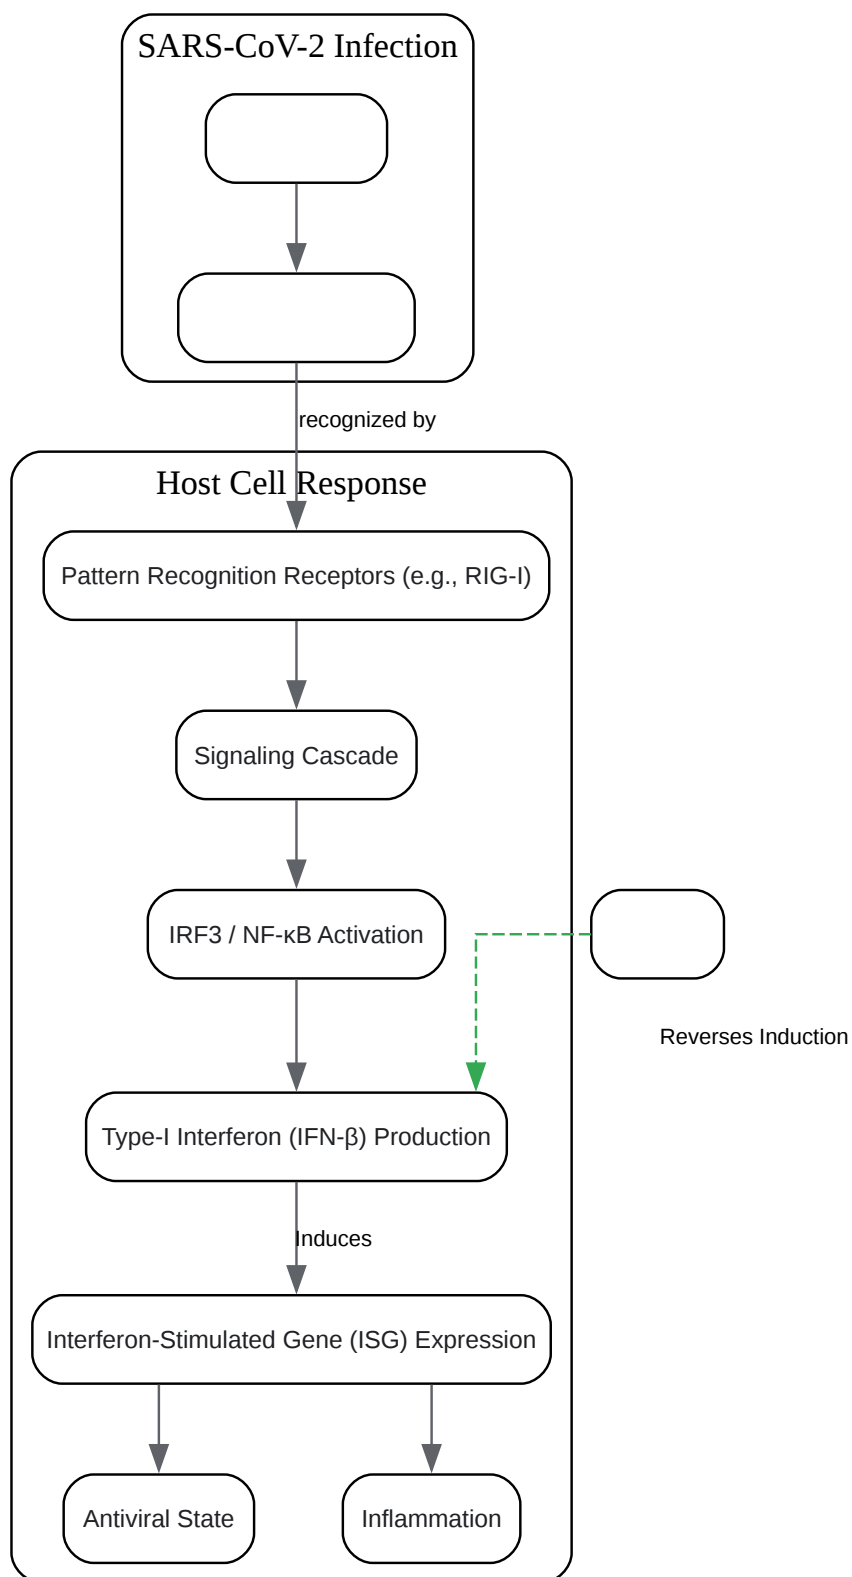 SARS-CoV-2 Infection
recognized by
Host Cell Response
Pattern Recognition Receptors (e.g., RIG-I)
Signaling Cascade
IRF3 / NF-κB Activation
Reverses Induction
Type-I Interferon (IFN-β) Production
Induces
Interferon-Stimulated Gene (ISG) Expression
Antiviral State
Inflammation